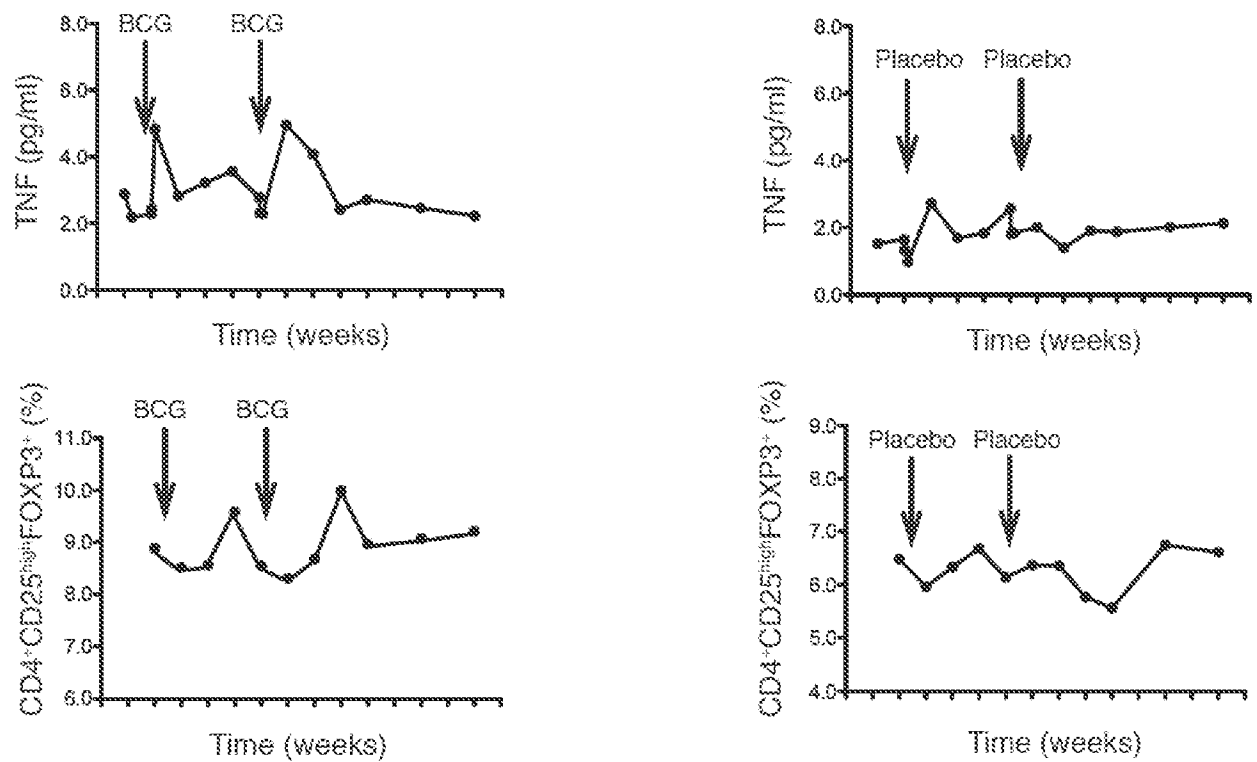 BCG BCG
8.0
6.0
4.0
2.0
0.0
TNF (pg/ml)
Time (weeks)
Placebo Placebo
8.0
6.0
4.0
2.0
0.0
TNF (pg/ml)
Time (weeks)
BCG BCG
11.0
10.0
9.0
8.0
7.0
6.0
CD4⁺CD25ʰⁱᵍʰFOXP3⁺ (%)
Time (weeks)
Placebo Placebo
9.0
8.0
7.0
6.0
5.0
4.0
CD4⁺CD25ʰⁱᵍʰFOXP3⁺ (%)
Time (weeks)